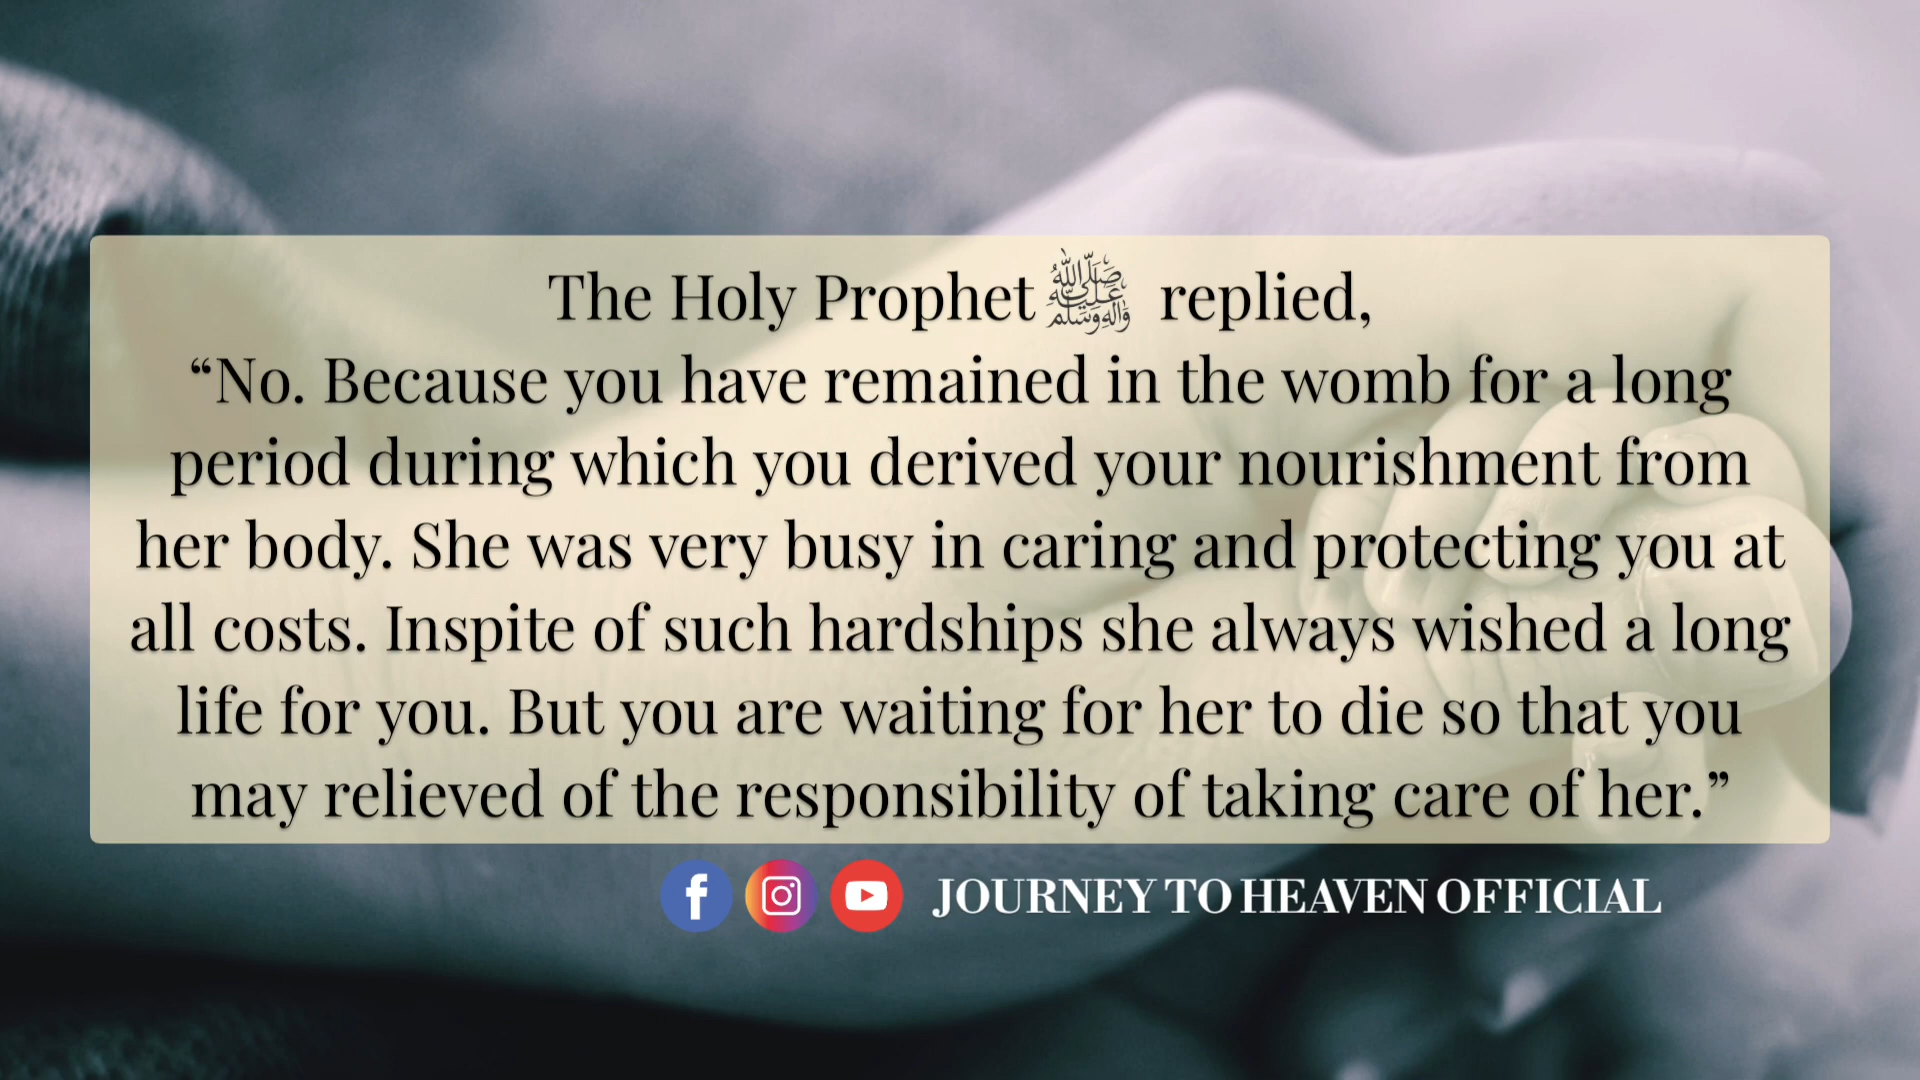 The Holy Prophet ﷺ replied,
“No. Because you have remained in the womb for a long
period during which you derived your nourishment from
her body. She was very busy in caring and protecting you at
all costs. Inspite of such hardships she always wished a long
life for you. But you are waiting for her to die so that you
may relieved of the responsibility of taking care of her.”
JOURNEY TO HEAVEN OFFICIAL